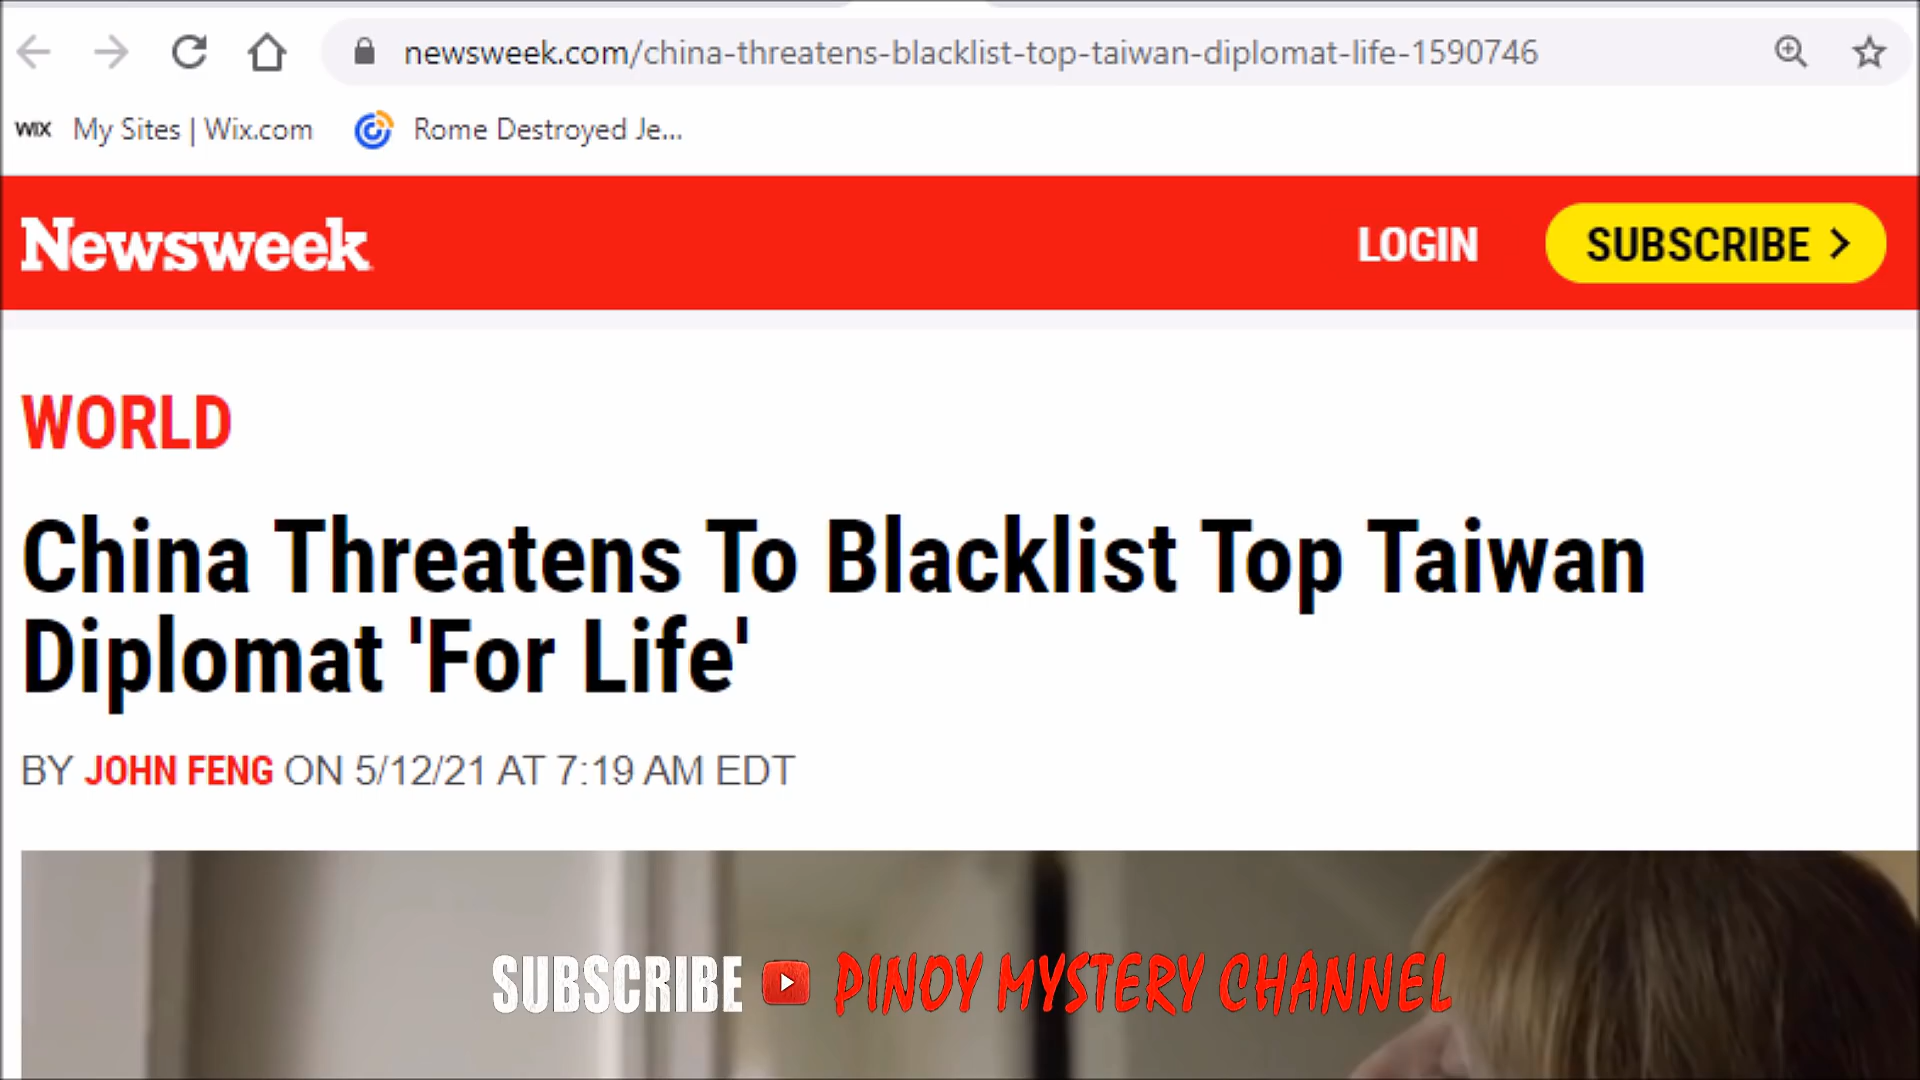 newsweek.com/china-threatens-blacklist-top-taiwan-diplomat-life-1590746
WIX My Sites | Wix.com Rome Destroyed Je...
Newsweek LOGIN SUBSCRIBE >
WORLD
China Threatens To Blacklist Top Taiwan
Diplomat 'For Life'
BY JOHN FENG ON 5/12/21 AT 7:19 AM EDT
SUBSCRIBE PINOY MYSTERY CHANNEL